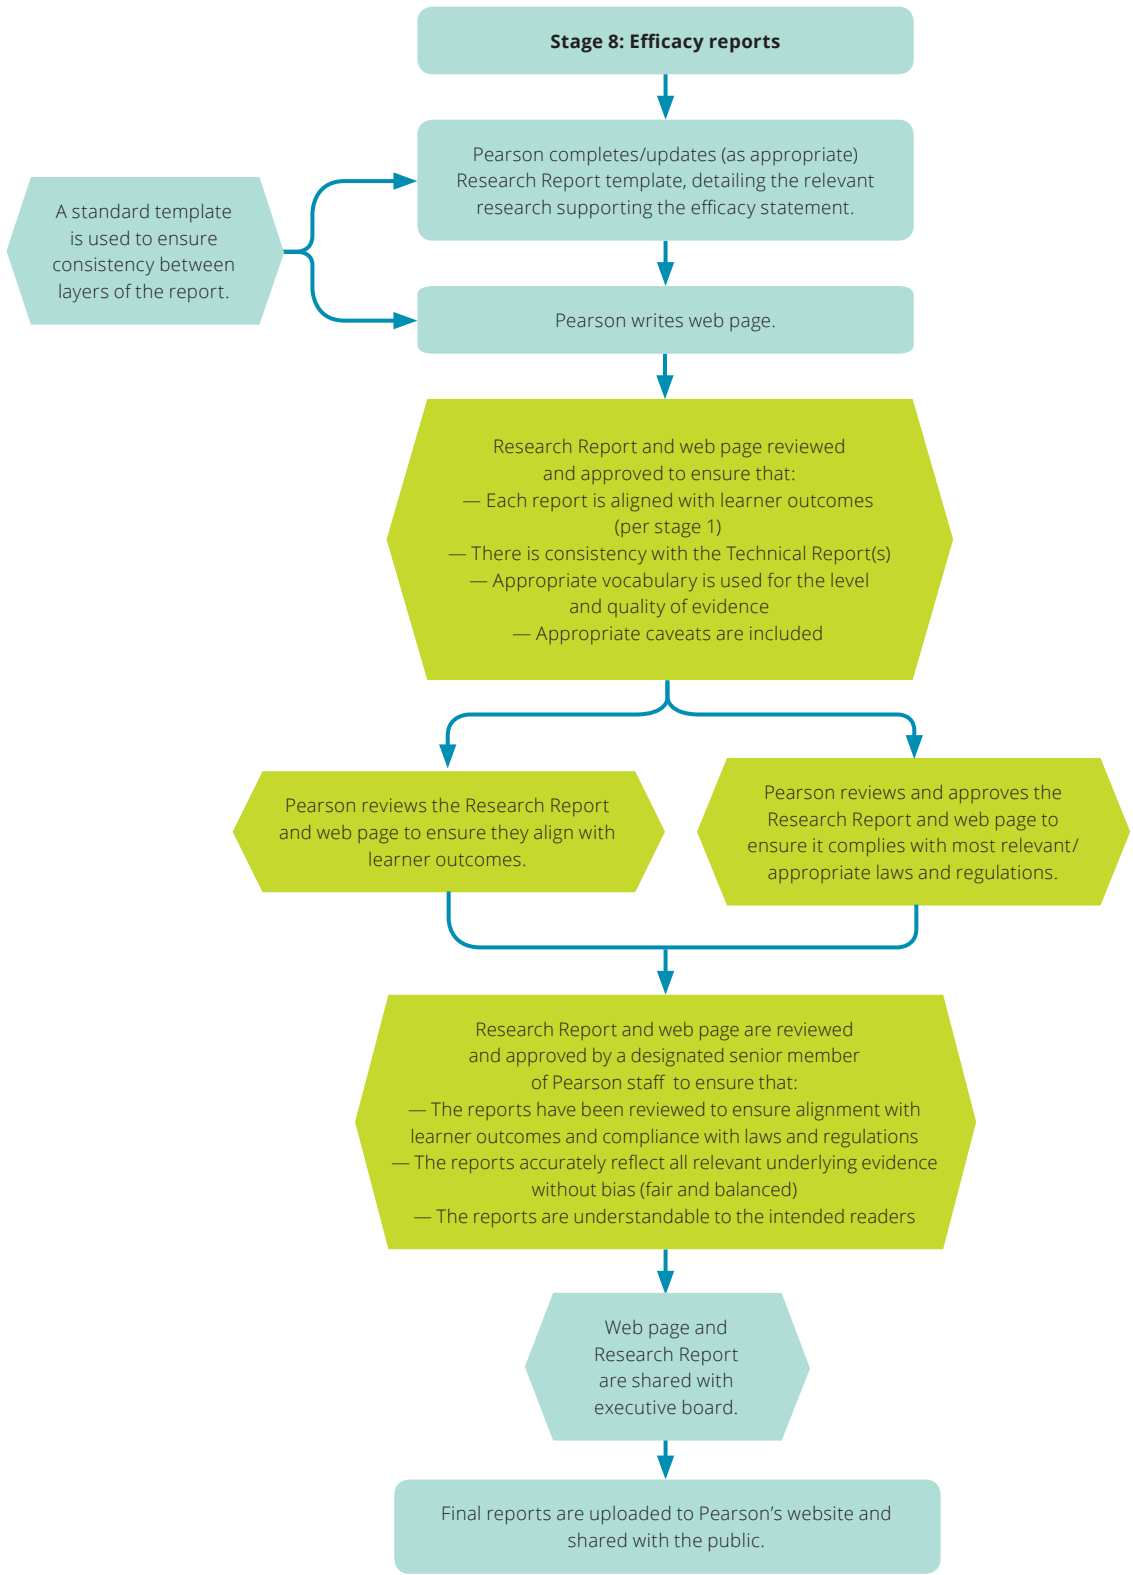 Stage 8: Efficacy reports
Pearson completes/updates (as appropriate)
Research Report template, detailing the relevant
research supporting the efficacy statement.
A standard template
is used to ensure
consistency between
layers of the report.
Pearson writes web page.
Research Report and web page reviewed
and approved to ensure that:
— Each report is aligned with learner outcomes
(per stage 1)
— There is consistency with the Technical Report(s)
— Appropriate vocabulary is used for the level
and quality of evidence
— Appropriate caveats are included
Pearson reviews the Research Report
and web page to ensure they align with
learner outcomes.
Pearson reviews and approves the
Research Report and web page to
ensure it complies with most relevant/
appropriate laws and regulations.
Research Report and web page are reviewed
and approved by a designated senior member
of Pearson staff to ensure that:
— The reports have been reviewed to ensure alignment with
learner outcomes and compliance with laws and regulations
— The reports accurately reflect all relevant underlying evidence
without bias (fair and balanced)
— The reports are understandable to the intended readers
Web page and
Research Report
are shared with
executive board.
Final reports are uploaded to Pearson’s website and
shared with the public.